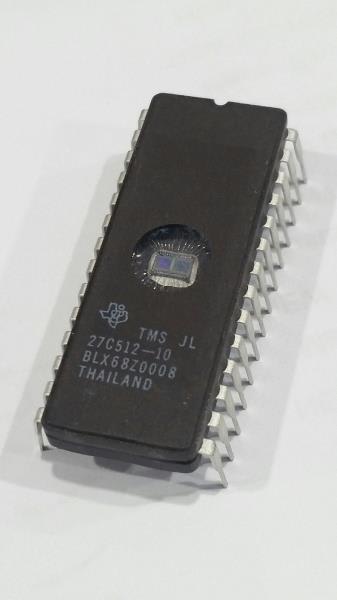 TMS JL
27C512-10
BLX68Z0008
THAILAND